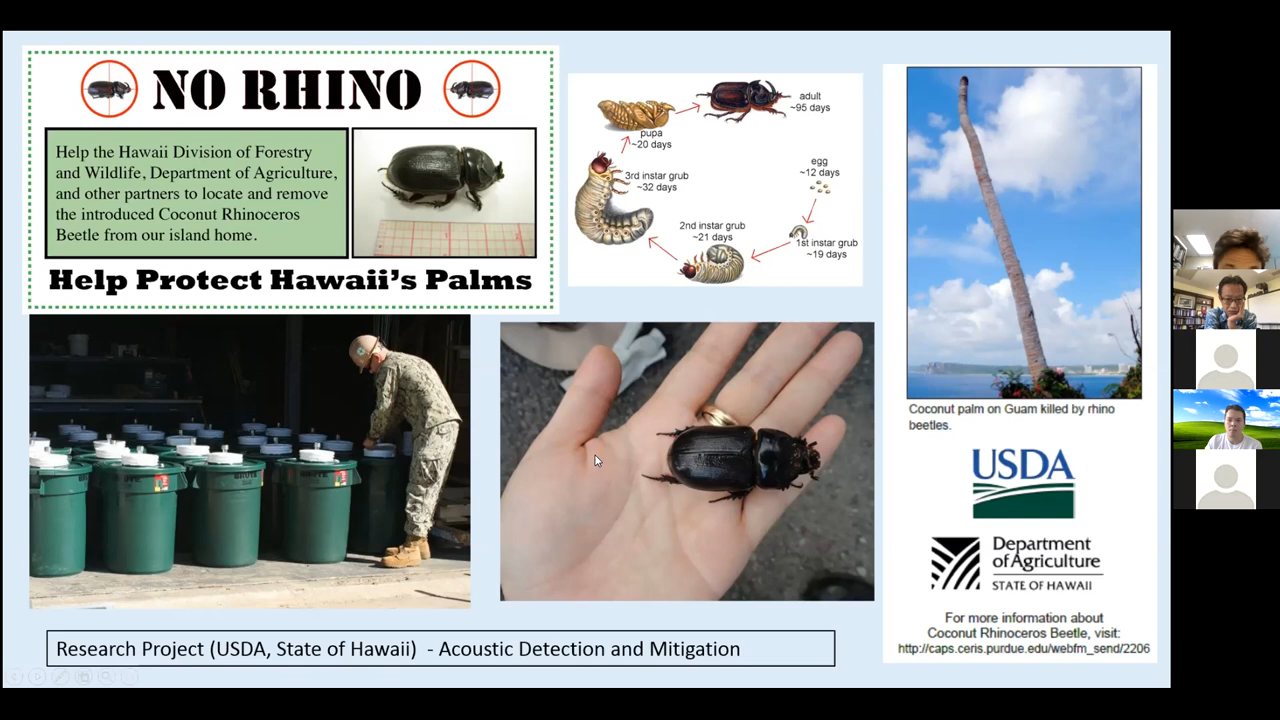 NO RHINO
Help the Hawaii Division of Forestry
and Wildlife, Department of Agriculture,
and other partners to locate and remove
the introduced Coconut Rhinoceros
Beetle from our island home.
Help Protect Hawaii's Palms
adult
~95 days
pupa
~20 days
egg
~12 days
3rd instar grub
~32 days
2nd instar grub
~21 days
1st instar grub
~19 days
BRUTE
BRUTE
Coconut palm on Guam killed by rhino
beetles.
USDA
Department
of Agriculture
STATE OF HAWAII
For more information about
Coconut Rhinoceros Beetle, visit:
http://caps.ceris.purdue.edu/webfm_send/2206
Research Project (USDA, State of Hawaii) - Acoustic Detection and Mitigation